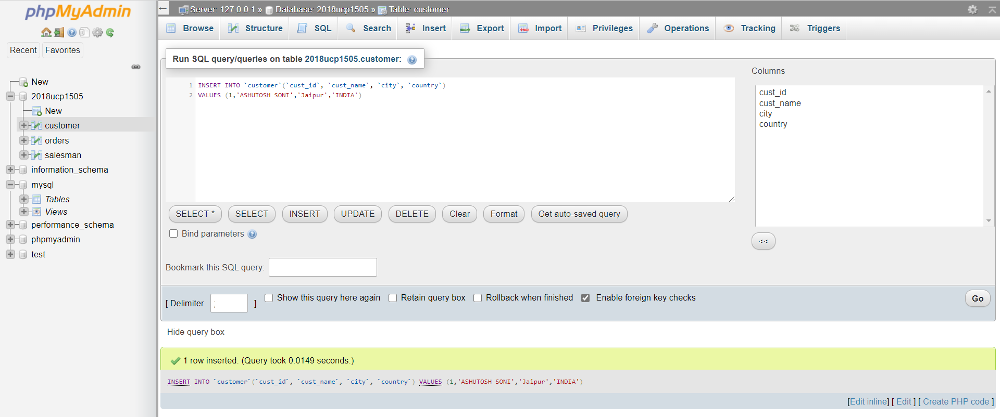 phpMyAdmin
Recent Favorites
New
2018ucp1505
New
customer
orders
salesman
information_schema
mysql
Tables
Views
performance_schema
phpmyadmin
test
← Server: 127.0.0.1 » Database: 2018ucp1505 » Table: customer
Browse Structure SQL Search Insert Export Import Privileges Operations Tracking Triggers
Run SQL query/queries on table 2018ucp1505.customer:
1 INSERT INTO `customer`(`cust_id`, `cust_name`, `city`, `country`)
2 VALUES (1,'ASHUTOSH SONI','Jaipur','INDIA')
Columns
cust_id
cust_name
city
country
SELECT * SELECT INSERT UPDATE DELETE Clear Format Get auto-saved query
<<
Bind parameters
Bookmark this SQL query:
[ Delimiter ; ] Show this query here again Retain query box Rollback when finished Enable foreign key checks Go
Hide query box
1 row inserted. (Query took 0.0149 seconds.)
INSERT INTO `customer`(`cust_id`, `cust_name`, `city`, `country`) VALUES (1,'ASHUTOSH SONI','Jaipur','INDIA')
[Edit inline] [ Edit ] [ Create PHP code ]